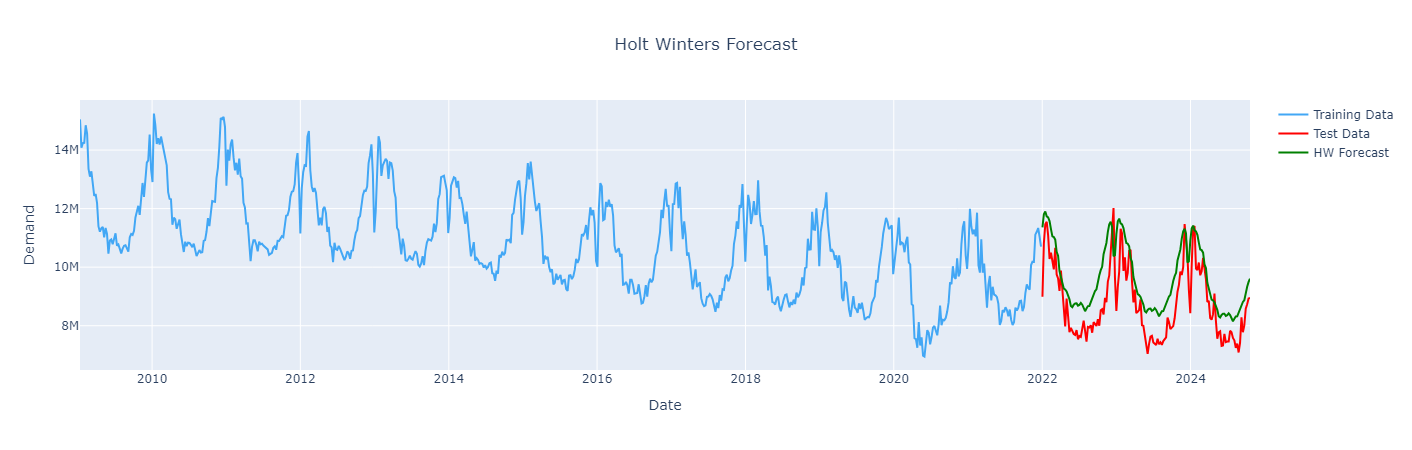 Holt Winters Forecast
Training Data
Test Data
HW Forecast
14M
12M
10M
8M
Demand
2010
2012
2014
2016
2018
2020
2022
2024
Date